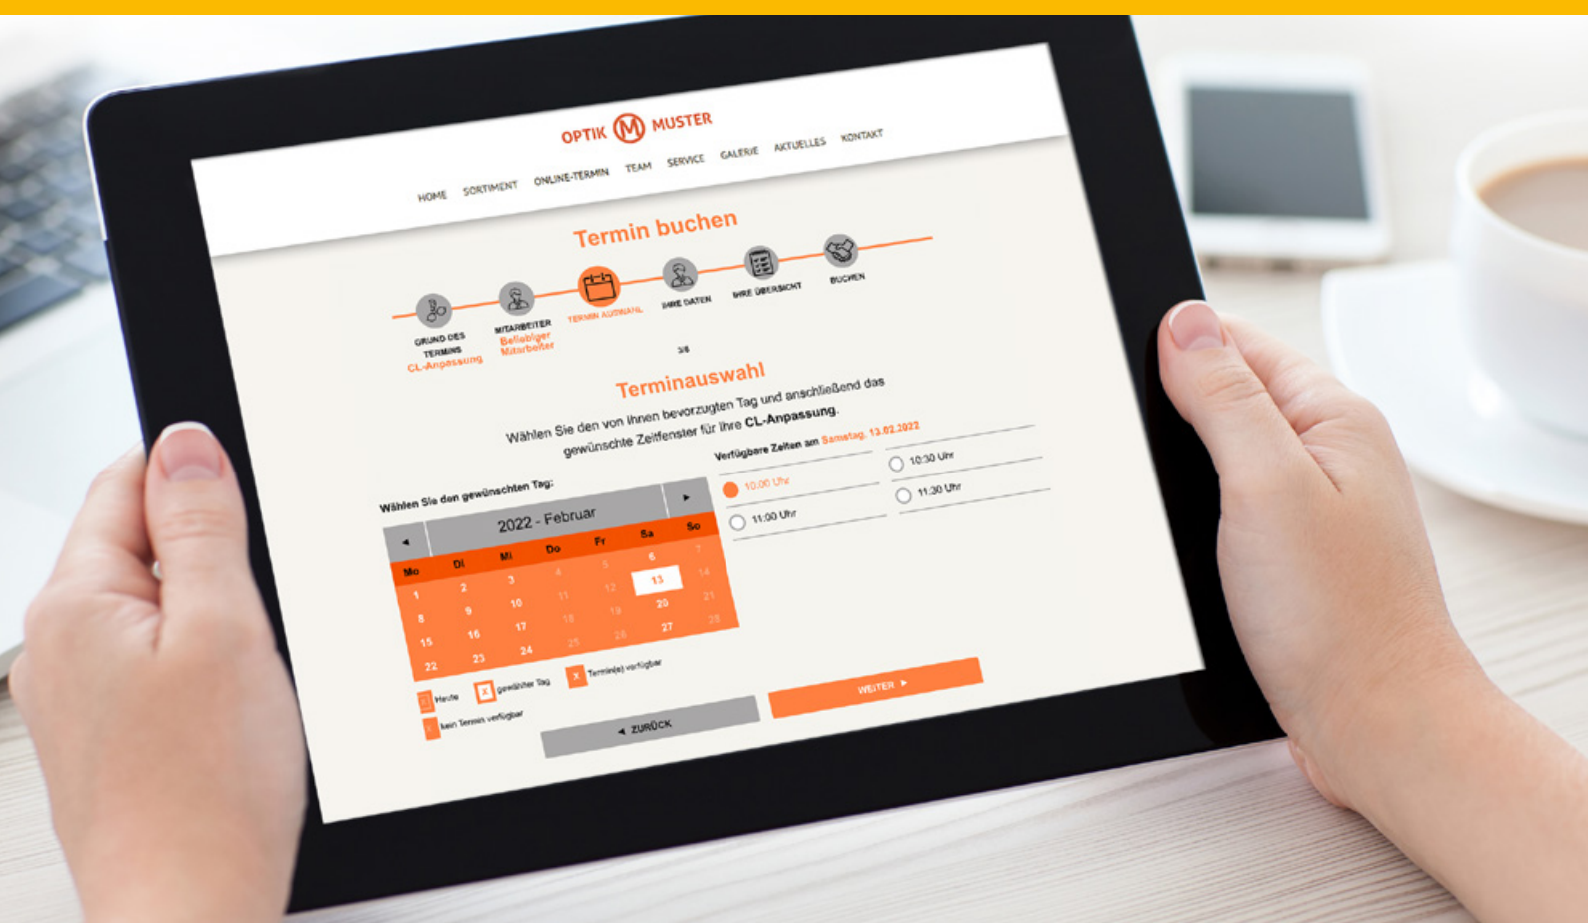 OPTIK M MUSTER
HOME SORTIMENT ONLINE-TERMIN TEAM SERVICE GALERIE AKTUELLES KONTAKT
Termin buchen
GRUND DES
TERMINS
CL-Anpassung
MITARBEITER
Beliebiger
Mitarbeiter
TERMIN AUSWAHL
IHRE DATEN
IHRE ÜBERSICHT
BUCHEN
3/6
Terminauswahl
Wählen Sie den von Ihnen bevorzugten Tag und anschließend das
gewünschte Zeitfenster für Ihre CL-Anpassung.
Wählen Sie den gewünschten Tag:
◄ 2022 - Februar ►
Mo Di Mi Do Fr Sa So
1 2 3 4 5 6 7
8 9 10 11 12 13 14
15 16 17 18 19 20 21
22 23 24 25 26 27 28
Heute
X gewählter Tag
X Termin(e) verfügbar
kein Termin verfügbar
Verfügbare Zeiten am Samstag, 13.02.2022
10:00 Uhr
10:30 Uhr
11:00 Uhr
11:30 Uhr
◄ ZURÜCK
WEITER ►